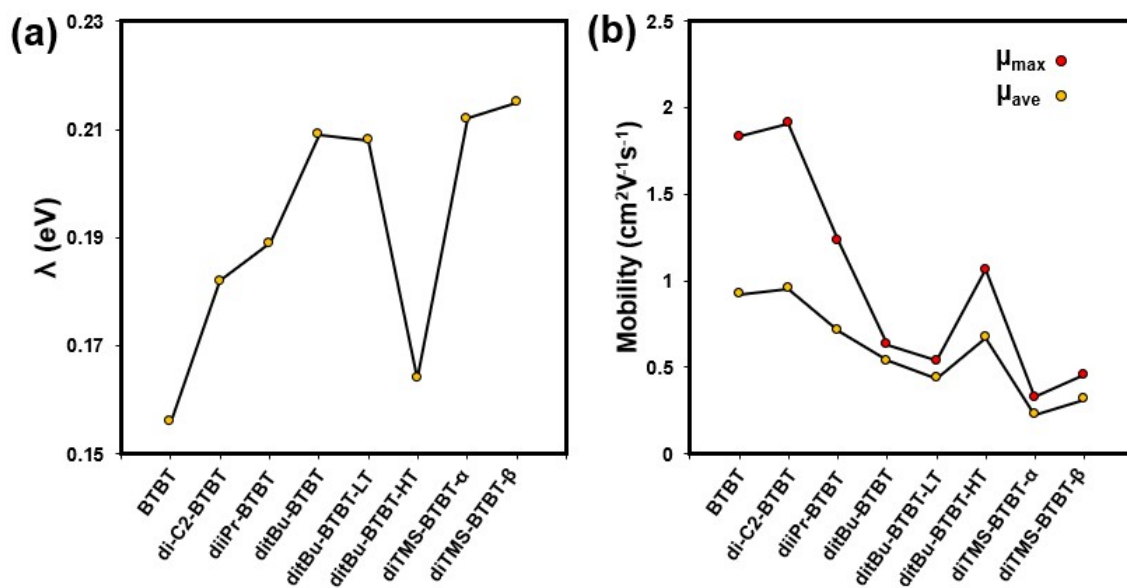 (a)
λ (eV)
0.23
0.21
0.19
0.17
0.15
BTBT
di-C2-BTBT
diiPr-BTBT
ditBu-BTBT
ditBu-BTBT-LT
ditBu-BTBT-HT
diTMS-BTBT-α
diTMS-BTBT-β
(b)
Mobility (cm²V⁻¹s⁻¹)
2.5
2
1.5
1
0.5
0
μmax
μave
BTBT
di-C2-BTBT
diiPr-BTBT
ditBu-BTBT
ditBu-BTBT-LT
ditBu-BTBT-HT
diTMS-BTBT-α
diTMS-BTBT-β